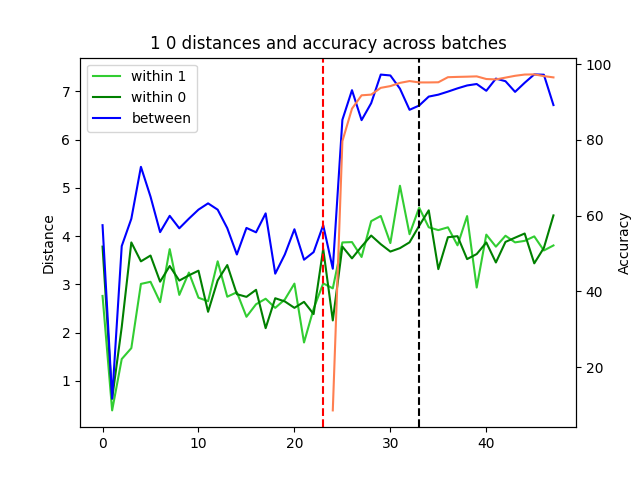 1 0 distances and accuracy across batches
within 1
within 0
between
Distance
7
6
5
4
3
2
1
100
80
60
40
20
Accuracy
0 10 20 30 40